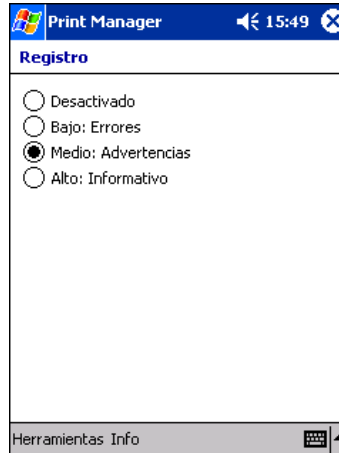 Print Manager 15:49
Registro
Desactivado
Bajo: Errores
Medio: Advertencias
Alto: Informativo
Herramientas Info